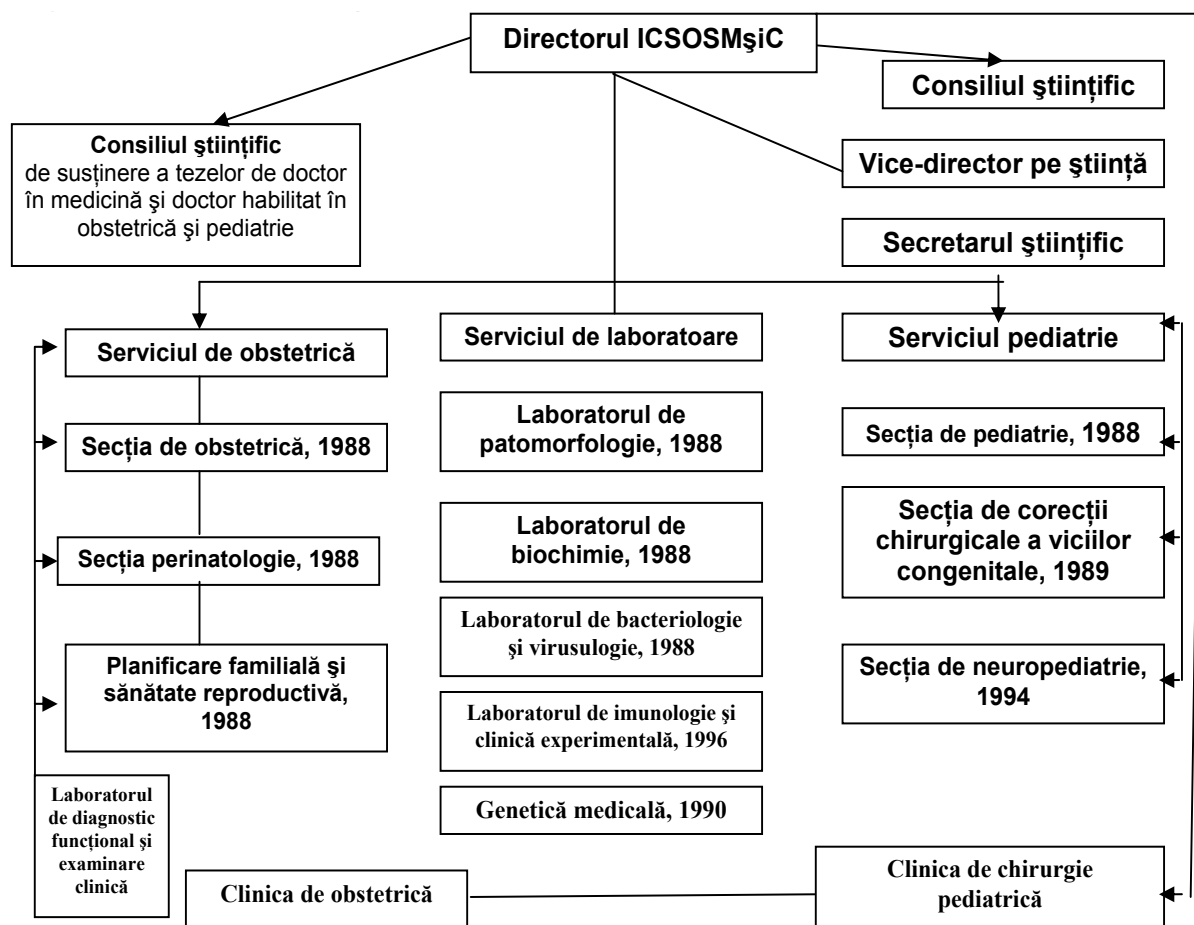 Directorul ICSOSMşiC
Consiliul ştiinţific
Consiliul ştiinţific
de susţinere a tezelor de doctor
în medicină şi doctor habilitat în
obstetrică şi pediatrie
Vice-director pe ştiinţă
Secretarul ştiinţific
Serviciul de obstetrică
Secţia de obstetrică, 1988
Secţia perinatologie, 1988
Planificare familială şi
sănătate reproductivă,
1988
Laboratorul
de diagnostic
funcţional şi
examinare
clinică
Serviciul de laboratoare
Laboratorul de
patomorfologie, 1988
Laboratorul de
biochimie, 1988
Laboratorul de bacteriologie
şi virusulogie, 1988
Laboratorul de imunologie şi
clinică experimentală, 1996
Genetică medicală, 1990
Serviciul pediatrie
Secţia de pediatrie, 1988
Secţia de corecţii
chirurgicale a viciilor
congenitale, 1989
Secţia de neuropediatrie,
1994
Clinica de obstetrică
Clinica de chirurgie
pediatrică